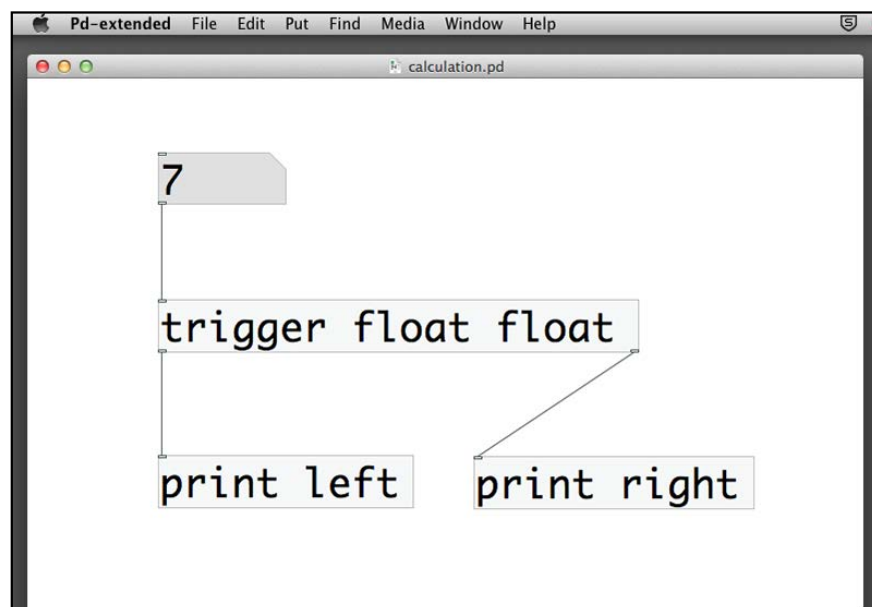 Pd-extended File Edit Put Find Media Window Help
calculation.pd
7
trigger float float
print left
print right